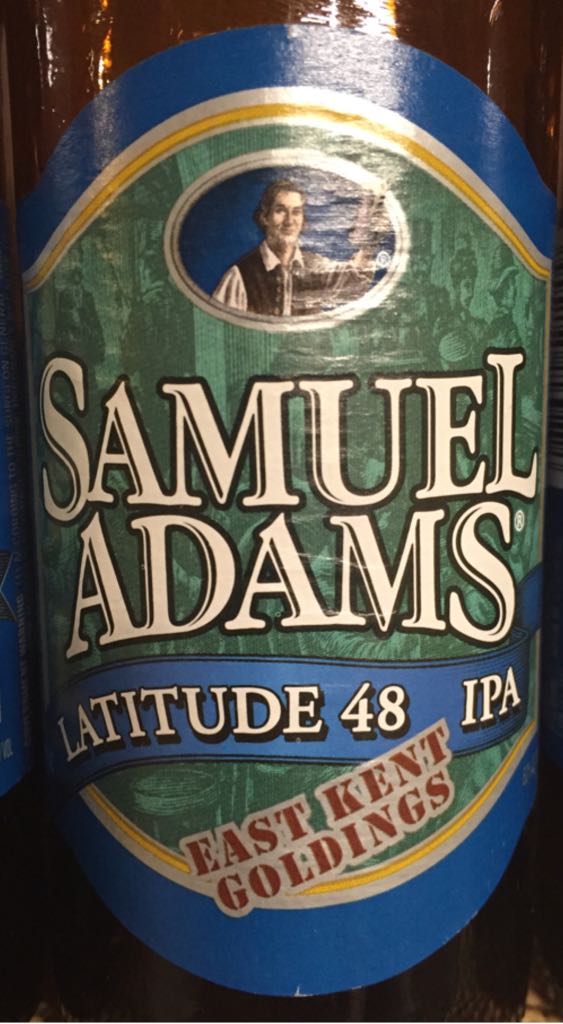 SAMUEL
ADAMS®
LATITUDE 48 IPA
EAST KENT
GOLDINGS